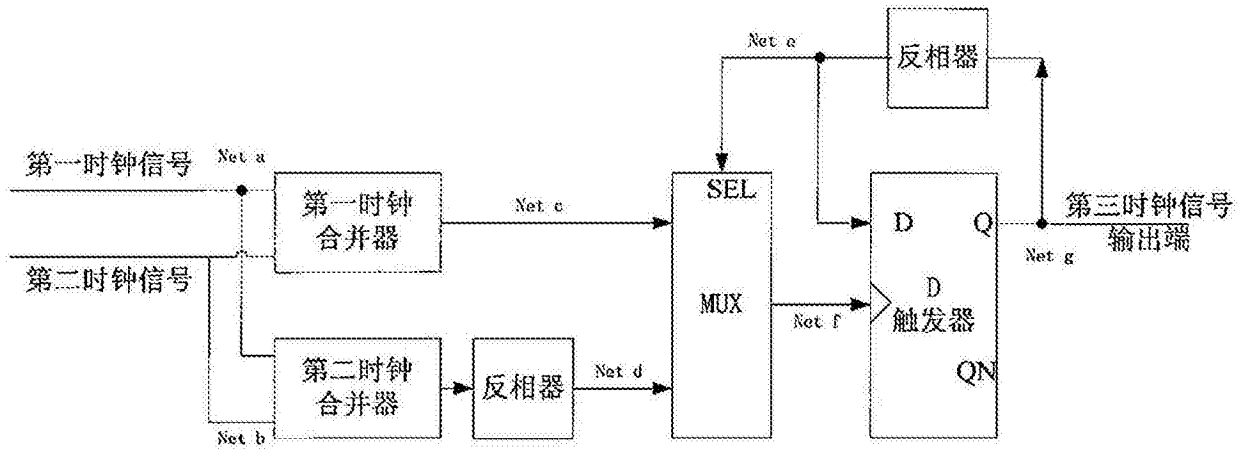 Net e
反相器
第一时钟信号
Net a
第一时钟
合并器
Net c
SEL
D
Q
第三时钟信号
输出端
Net g
第二时钟信号
MUX
Net f
D
触发器
QN
第二时钟
合并器
反相器
Net d
Net b